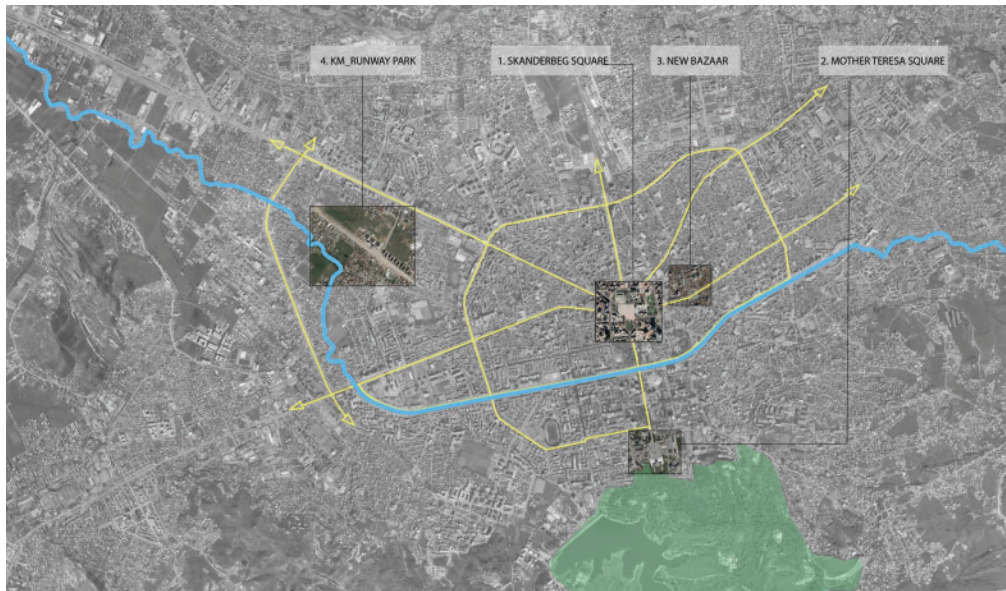 4. KM_RUNWAY PARK
1. SKANDERBEG SQUARE
3. NEW BAZAAR
2. MOTHER TERESA SQUARE